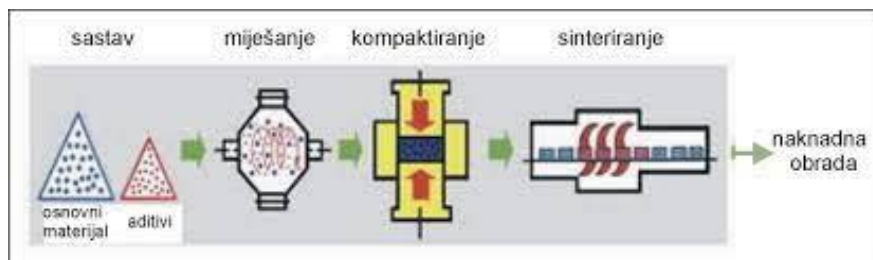 sastav
miješanje
kompaktiranje
sinteriranje
osnovni
materijal
aditivi
naknadna
obrada